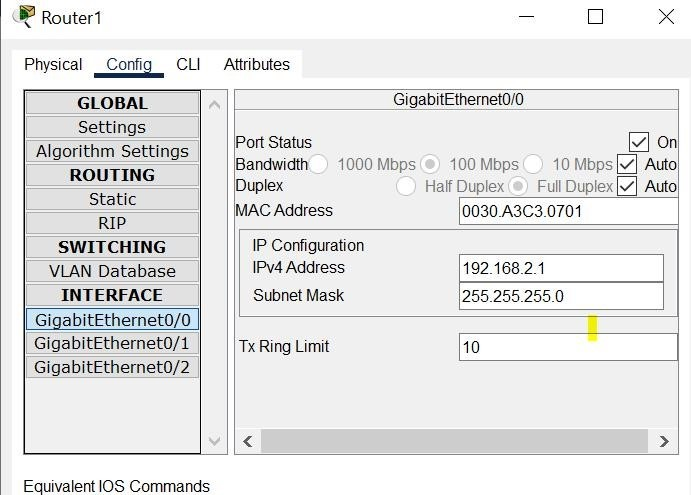 Router1
Physical Config CLI Attributes
GLOBAL
Settings
Algorithm Settings
ROUTING
Static
RIP
SWITCHING
VLAN Database
INTERFACE
GigabitEthernet0/0
GigabitEthernet0/1
GigabitEthernet0/2
GigabitEthernet0/0
Port Status On
Bandwidth 1000 Mbps 100 Mbps 10 Mbps Auto
Duplex Half Duplex Full Duplex Auto
MAC Address 0030.A3C3.0701
IP Configuration
IPv4 Address 192.168.2.1
Subnet Mask 255.255.255.0
Tx Ring Limit 10
Equivalent IOS Commands